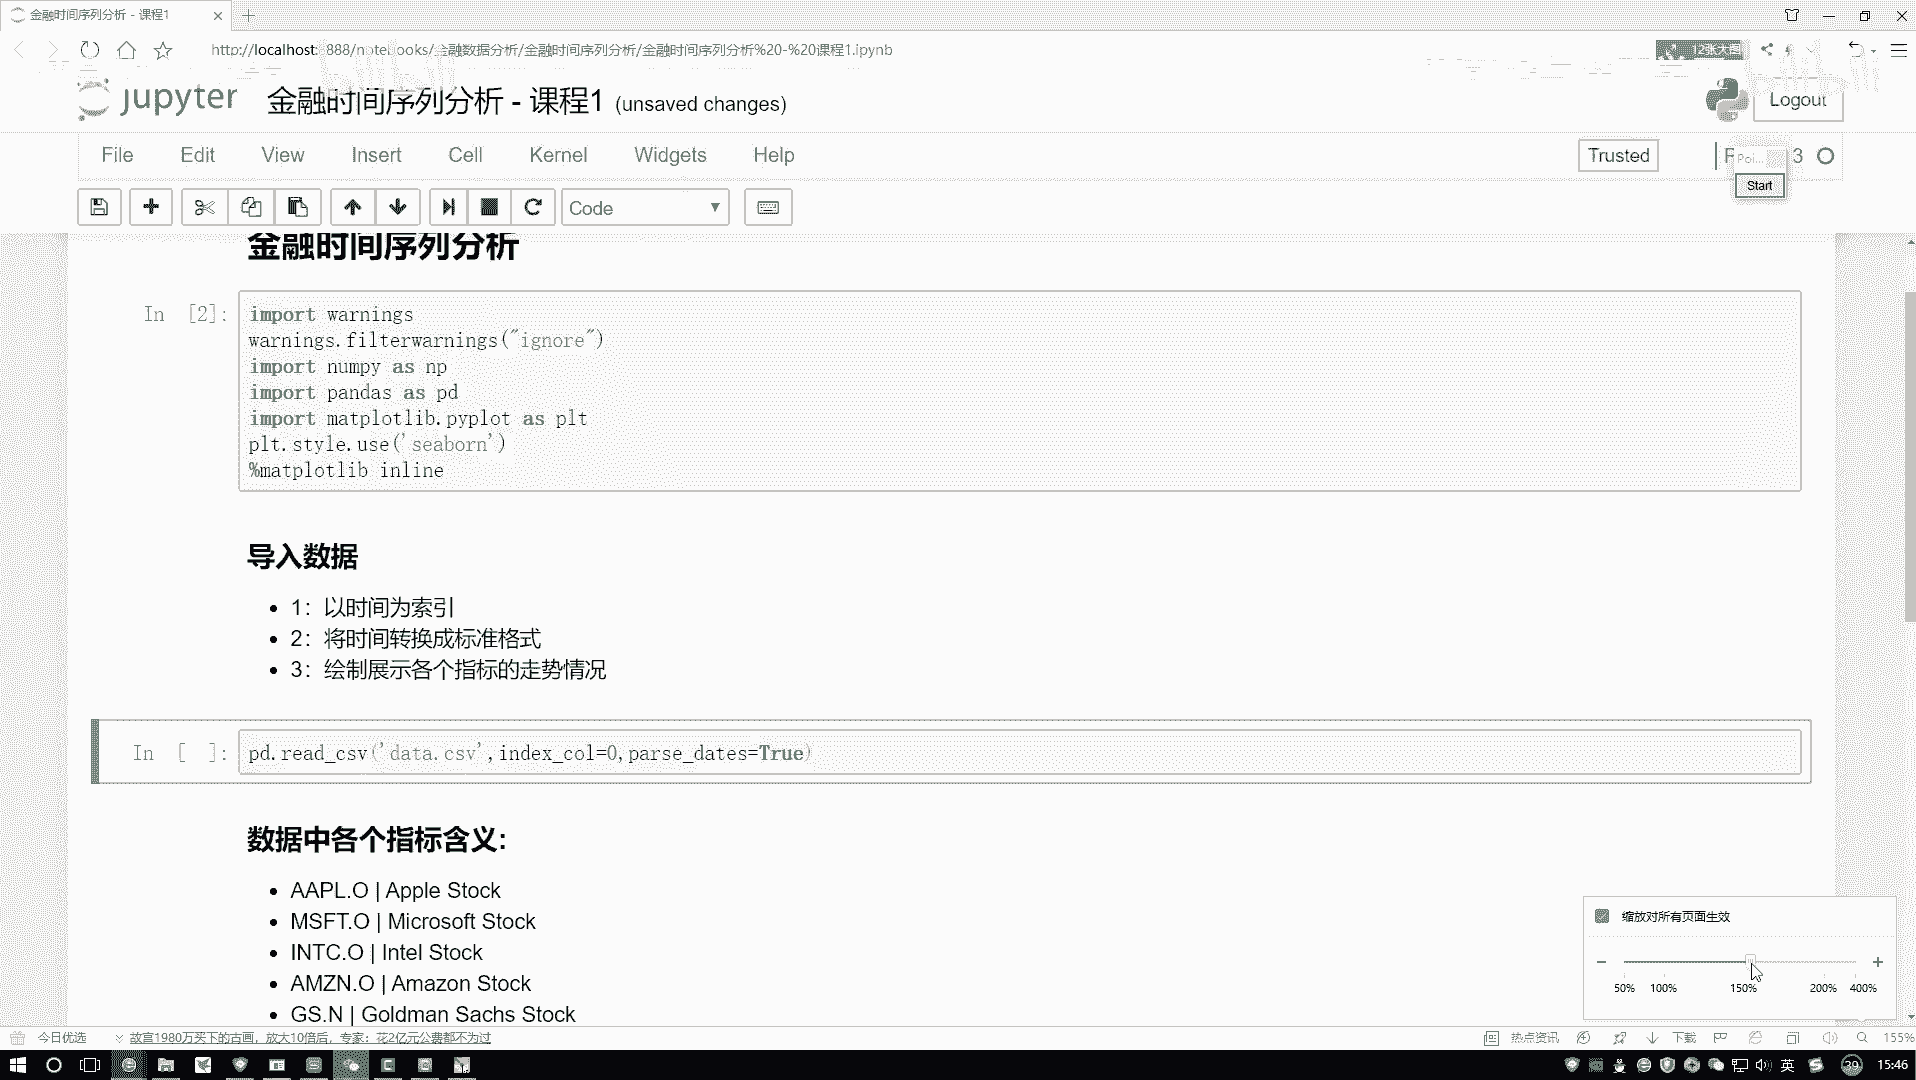 金融时间序列分析 - 课程1
http://localhost:8888/notebooks/金融数据分析/金融时间序列分析/金融时间序列分析%20-%20课程1.ipynb
12张大图
bilibili
jupyter 金融时间序列分析 - 课程1 (unsaved changes)
Logout
File Edit View Insert Cell Kernel Widgets Help
Trusted
3
Poi...
Start
Code
金融时间序列分析
In [2]:
import warnings
warnings.filterwarnings("ignore")
import numpy as np
import pandas as pd
import matplotlib.pyplot as plt
plt.style.use('seaborn')
%matplotlib inline
导入数据
1：以时间为索引
2：将时间转换成标准格式
3：绘制展示各个指标的走势情况
In [ ]:
pd.read_csv('data.csv',index_col=0,parse_dates=True)
数据中各个指标含义:
AAPL.O | Apple Stock
MSFT.O | Microsoft Stock
INTC.O | Intel Stock
AMZN.O | Amazon Stock
GS.N | Goldman Sachs Stock
缩放对所有页面生效
50% 100% 150% 200% 400%
今日优选
故宫1980万买下的古画，放大10倍后，专家：花2亿元公费都不为过
热点资讯
下载
155%
英
39
15:46